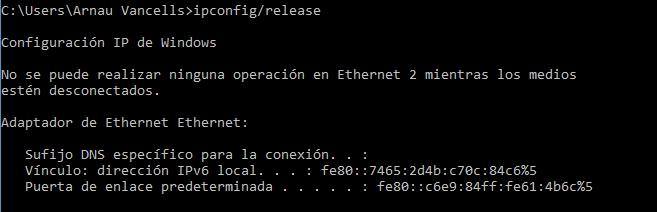 C:\Users\Arnau Vancells>ipconfig/release
Configuración IP de Windows
No se puede realizar ninguna operación en Ethernet 2 mientras los medios
estén desconectados.
Adaptador de Ethernet Ethernet:
Sufijo DNS específico para la conexión. . :
Vínculo: dirección IPv6 local. . . : fe80::7465:2d4b:c70c:84c6%5
Puerta de enlace predeterminada . . . . . : fe80::c6e9:84ff:fe61:4b6c%5